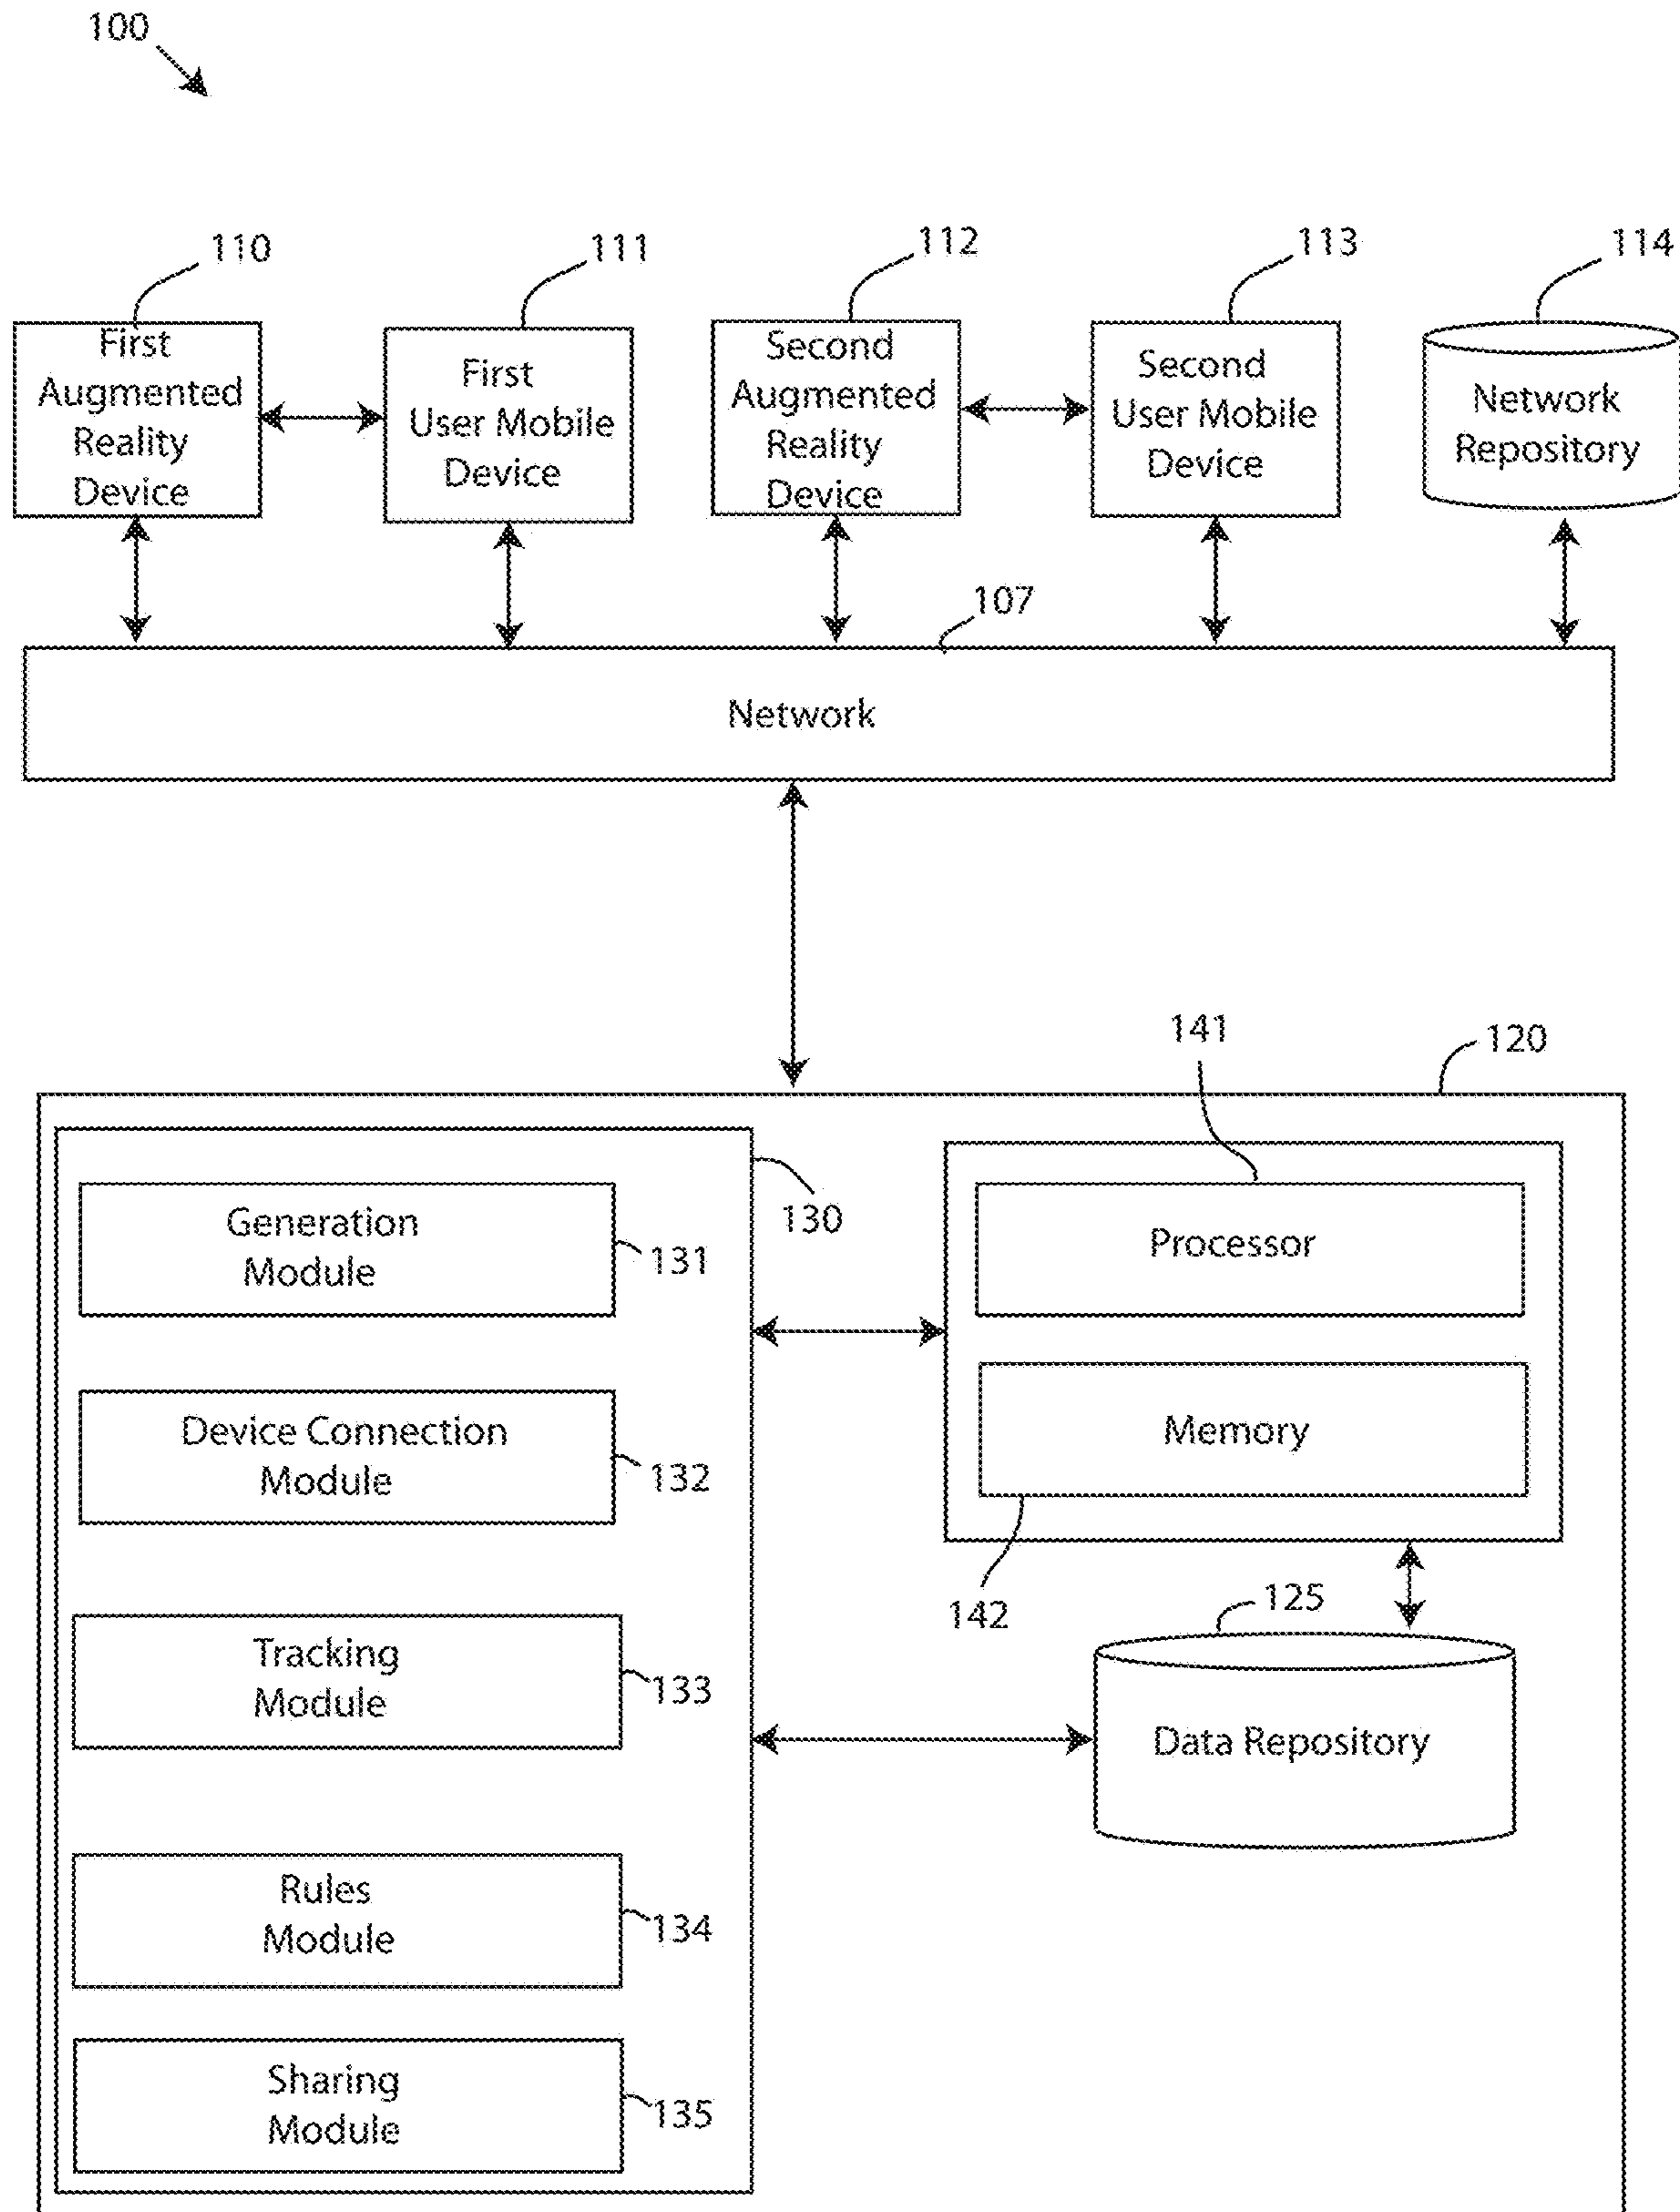 100
110
111
112
113
114
First
Augmented
Reality
Device
First
User Mobile
Device
Second
Augmented
Reality
Device
Second
User Mobile
Device
Network
Repository
107
Network
141
120
130
Generation
Module
131
Processor
Device Connection
Module
132
Memory
142
125
Tracking
Module
133
Data Repository
Rules
Module
134
Sharing
Module
135